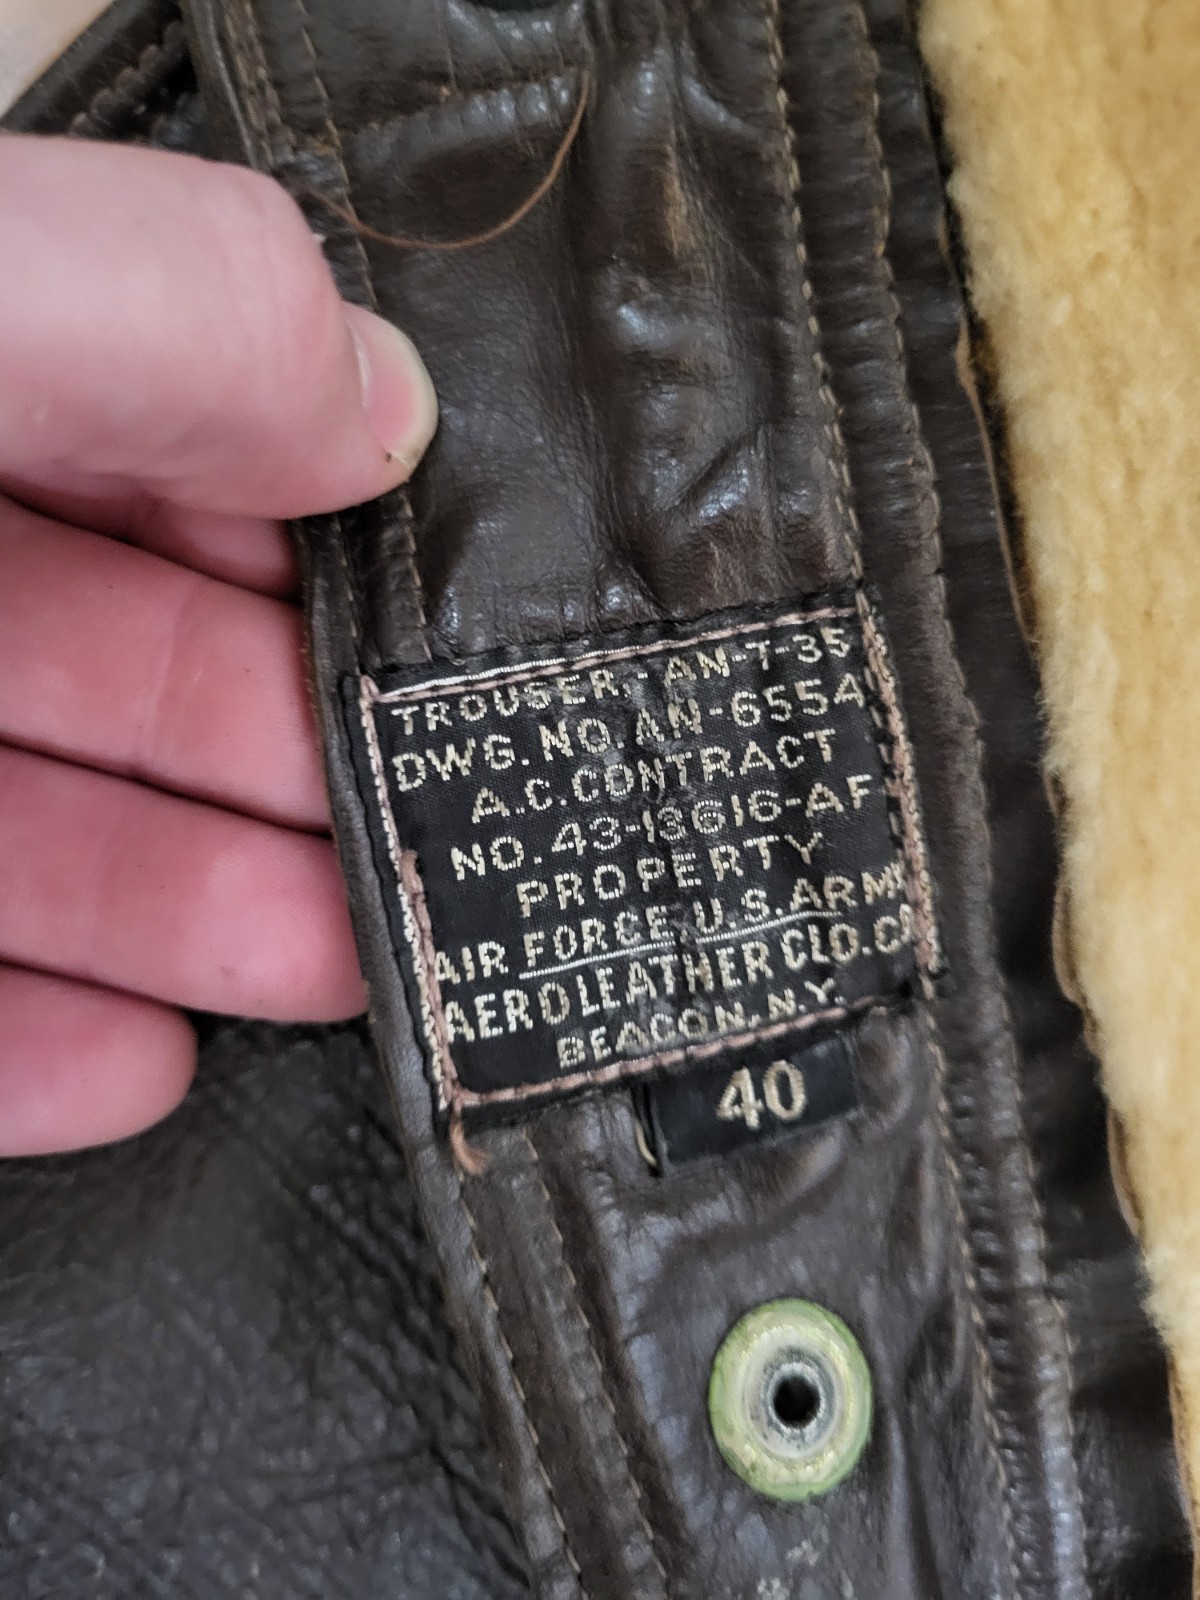 TROUSER,-AN-T-35
DWG. NO. AN-6554
A.C. CONTRACT
NO. 43-13616-AF
PROPERTY
AIR FORCE, U.S. ARMY
AERO LEATHER CLO. CO
BEACON, N.Y.
40